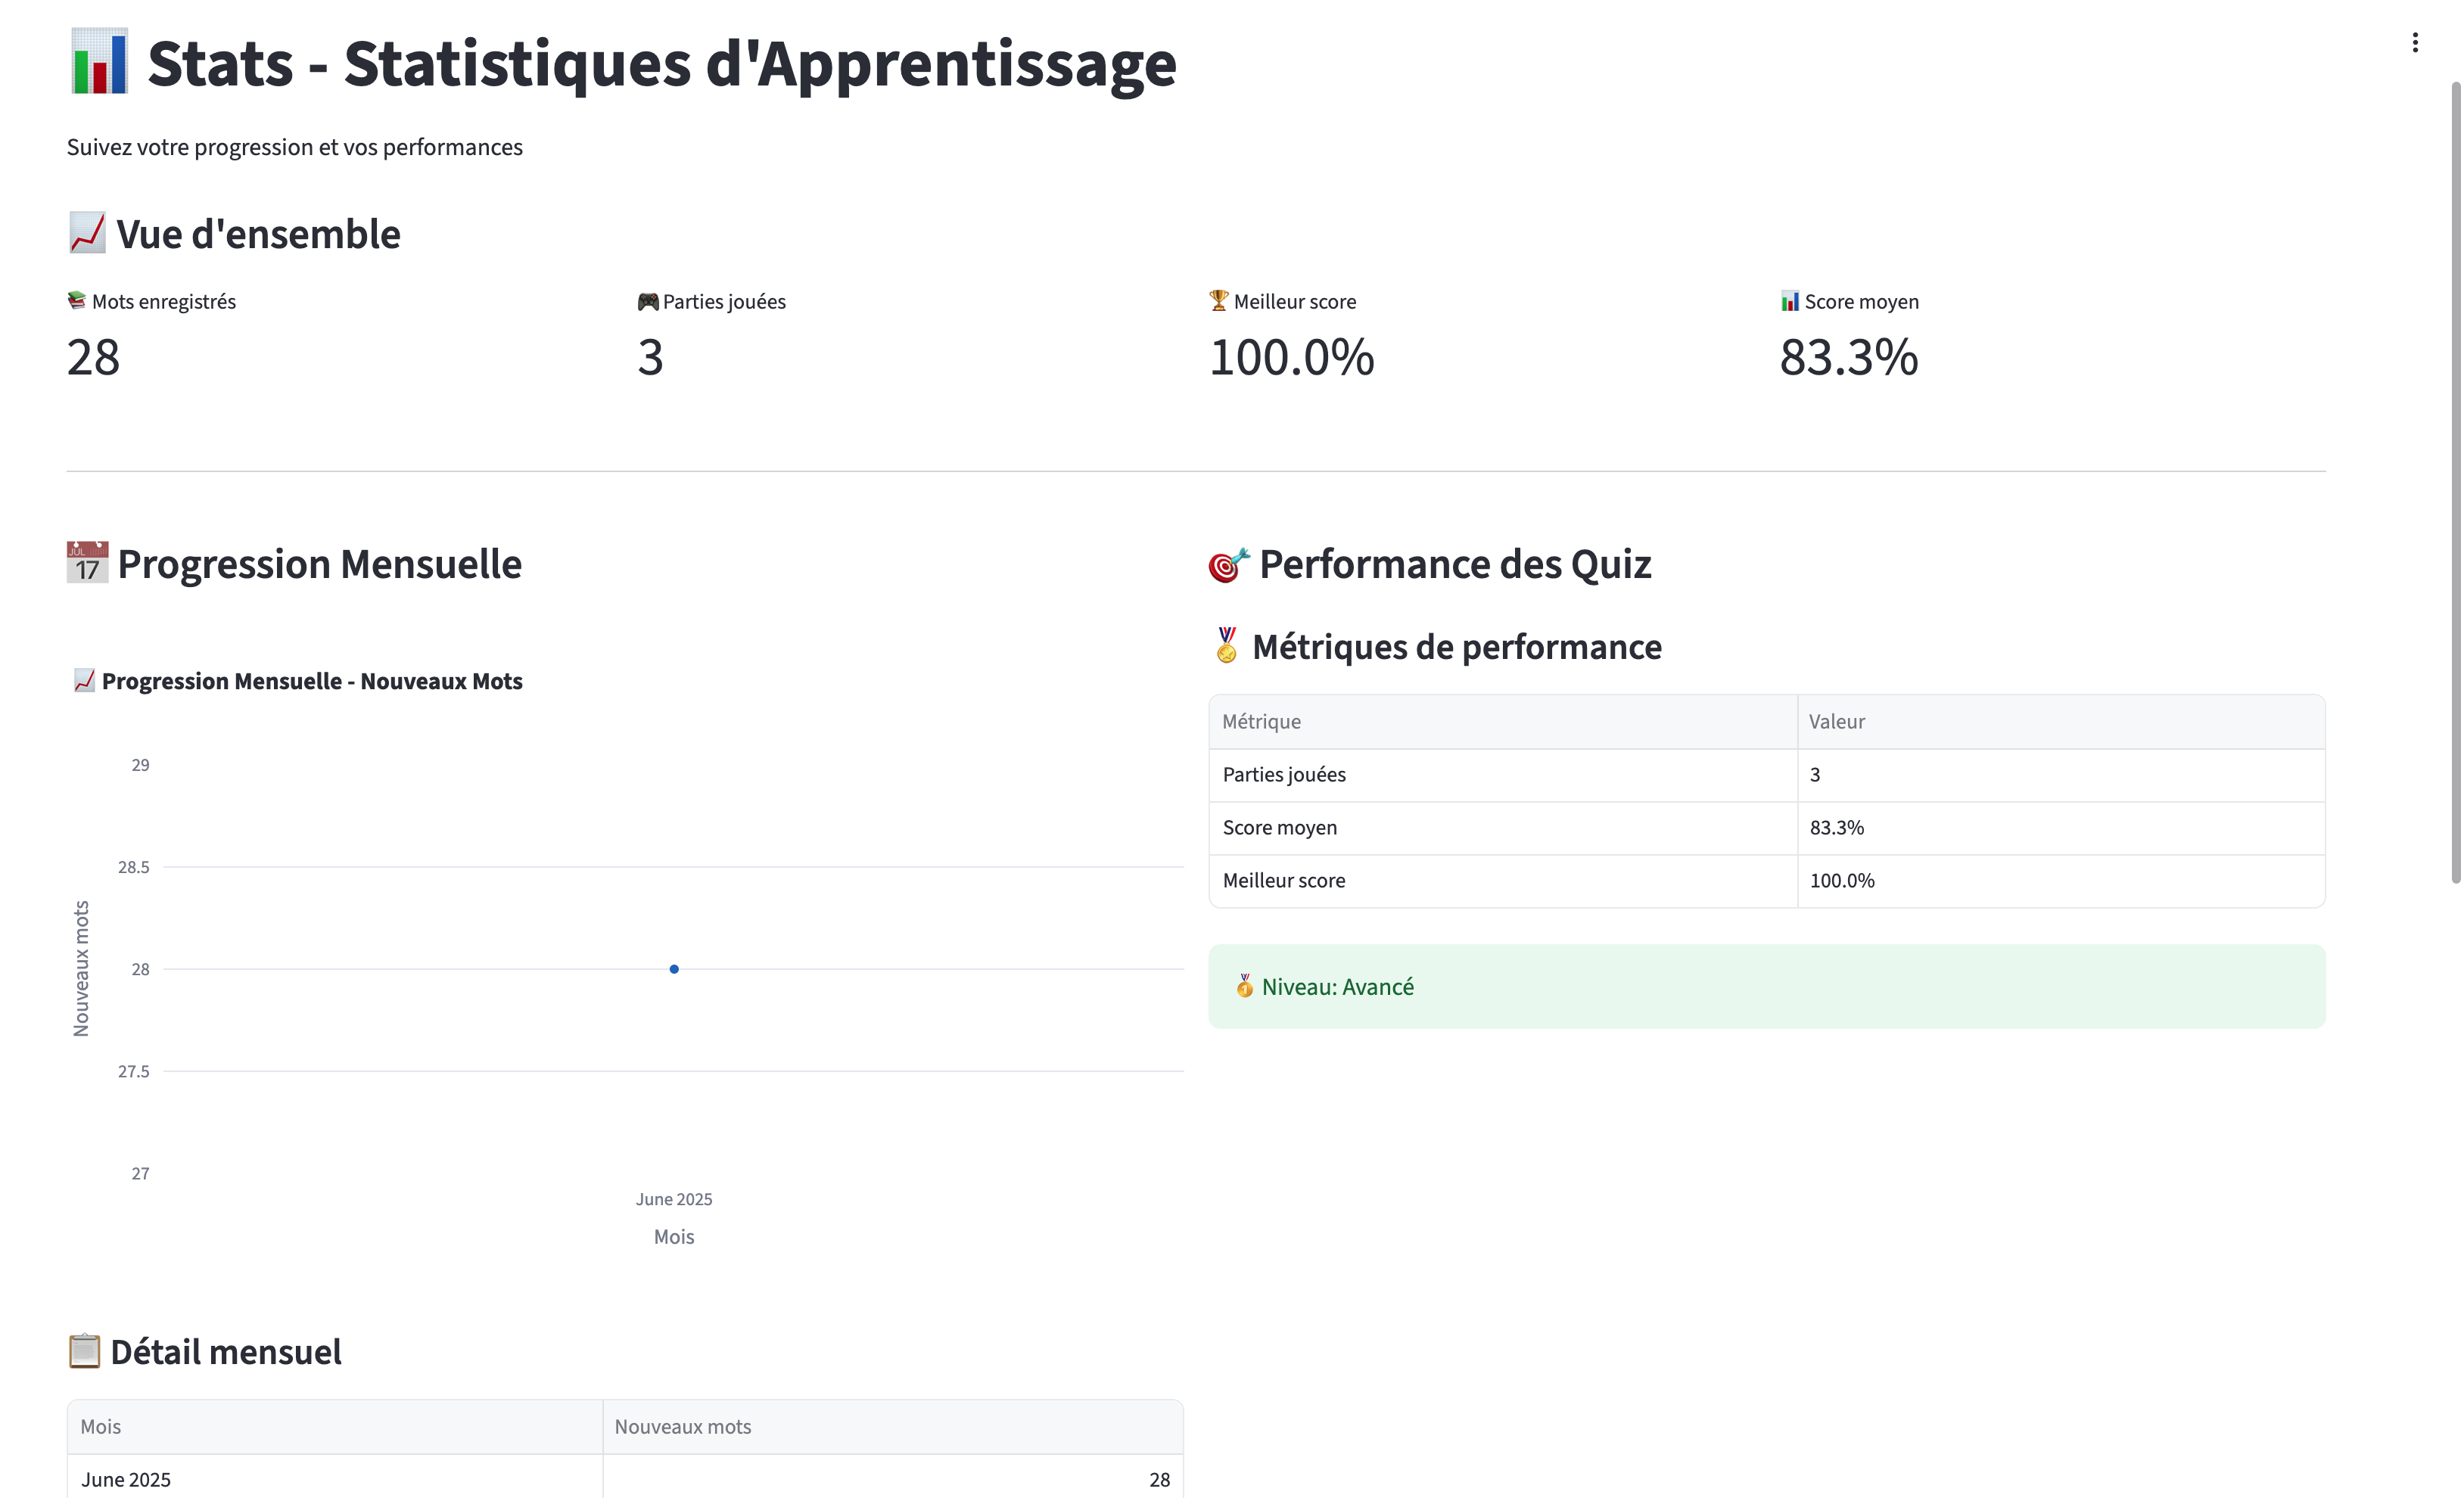 📊 Stats - Statistiques d'Apprentissage
Suivez votre progression et vos performances
📈 Vue d'ensemble
📚 Mots enregistrés
28
🎮 Parties jouées
3
🏆 Meilleur score
100.0%
📊 Score moyen
83.3%
📅 Progression Mensuelle
📈 Progression Mensuelle - Nouveaux Mots
29
28.5
28
27.5
27
Nouveaux mots
June 2025
Mois
📋 Détail mensuel
Mois Nouveaux mots
June 2025 28
🎯 Performance des Quiz
🏅 Métriques de performance
Métrique Valeur
Parties jouées 3
Score moyen 83.3%
Meilleur score 100.0%
🥇 Niveau: Avancé